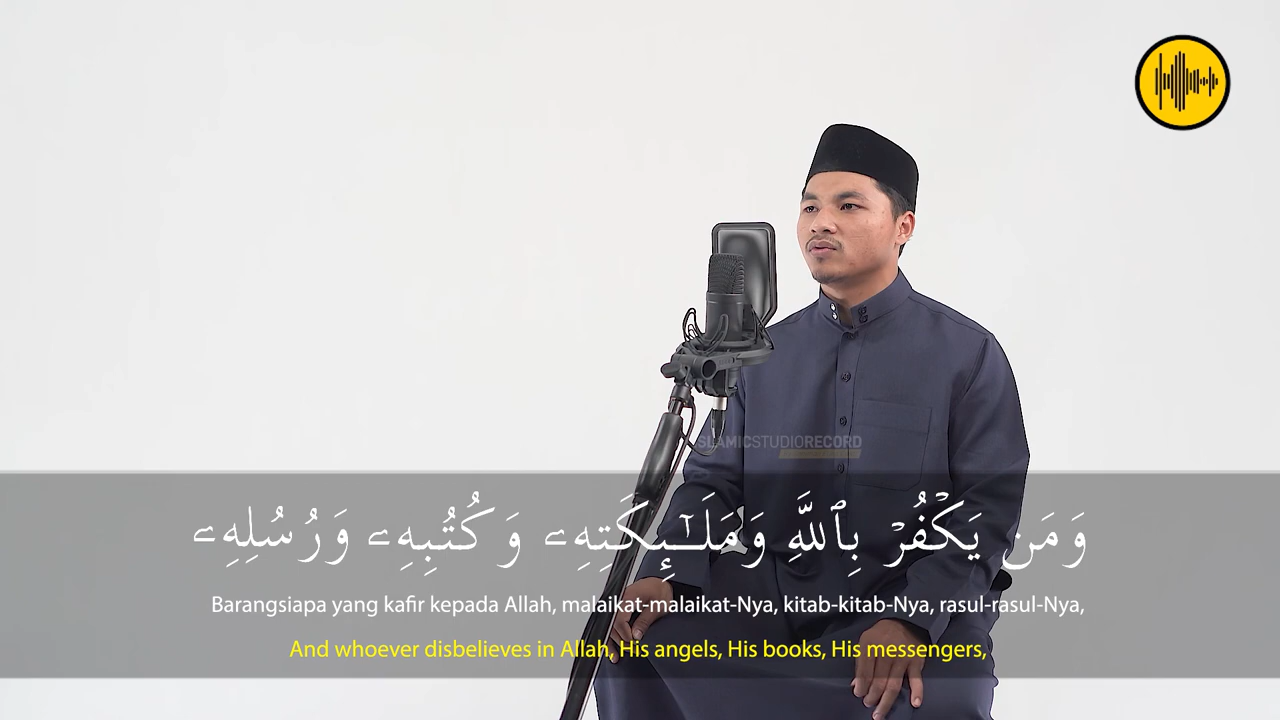 ISLAMICSTUDIORECORD
وَمَن يَكْفُرْ بِٱللَّهِ وَمَلَـٰٓئِكَتِهِۦ وَكُتُبِهِۦ وَرُسُلِهِۦ
Barangsiapa yang kafir kepada Allah, malaikat-malaikat-Nya, kitab-kitab-Nya, rasul-rasul-Nya,
And whoever disbelieves in Allah, His angels, His books, His messengers,